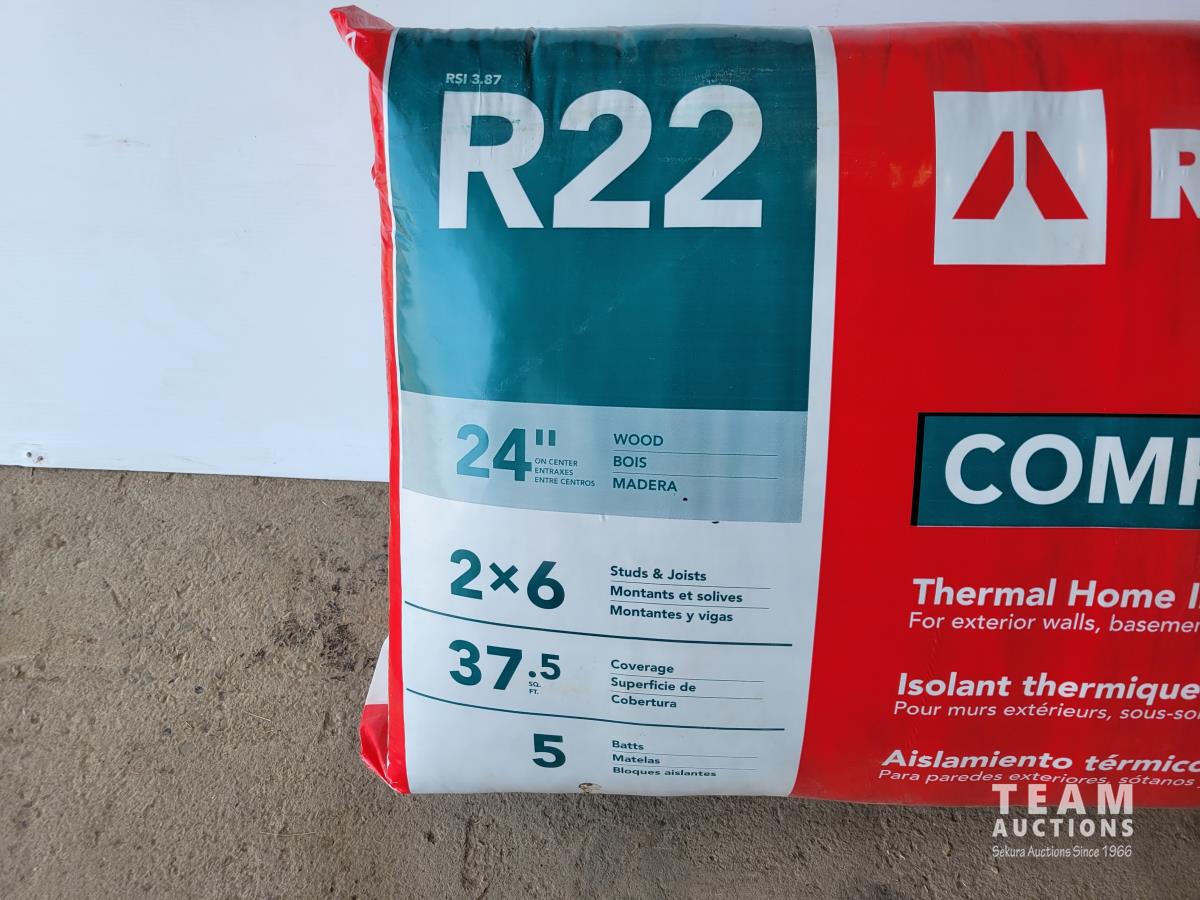 RSI 3.87
R22
24"
ON CENTER
ENTRAXES
ENTRE CENTROS
WOOD
BOIS
MADERA
2×6
Studs & Joists
Montants et solives
Montantes y vigas
37.5
SQ.
FT.
Coverage
Superficie de
Cobertura
5
Batts
Matelas
Bloques aislantes
R
COMF
Thermal Home I
For exterior walls, basemen
Isolant thermique
Pour murs extérieurs, sous-sol
Aislamiento térmico
Para paredes exteriores, sótanos
TEAM
AUCTIONS
Sekura Auctions Since 1966